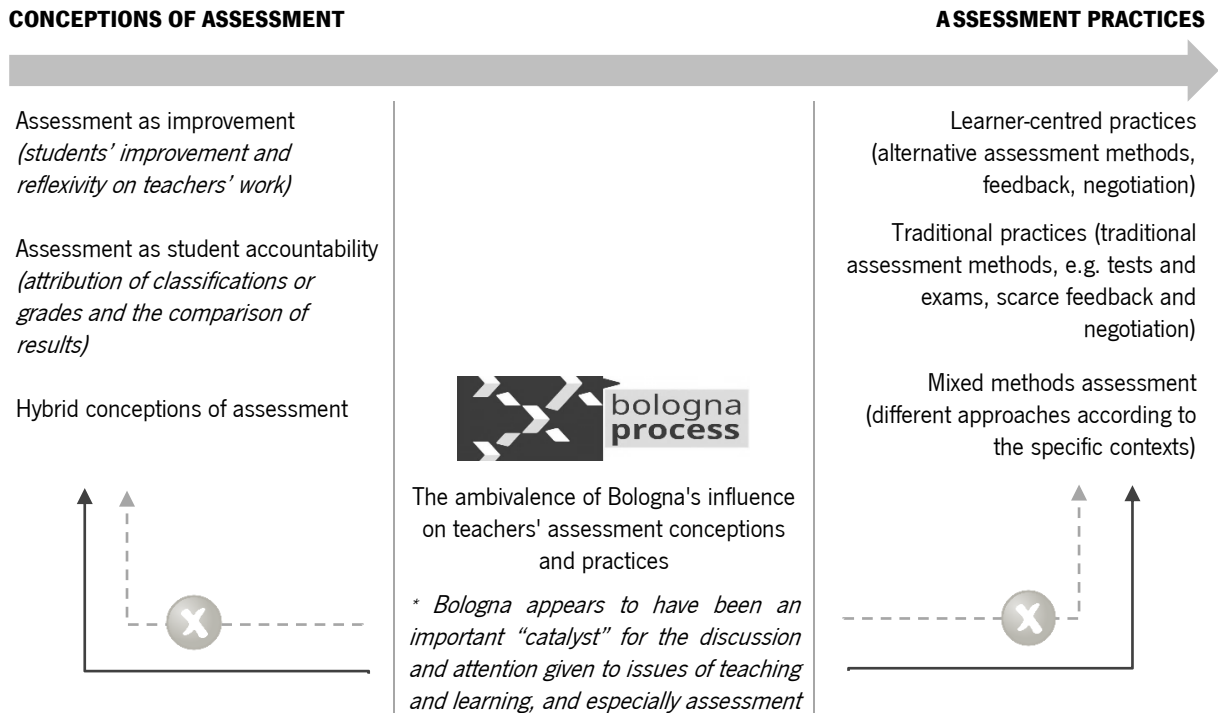 CONCEPTIONS OF ASSESSMENT
ASSESSMENT PRACTICES
Assessment as improvement
(students’ improvement and
reflexivity on teachers’ work)
Assessment as student accountability
(attribution of classifications or
grades and the comparison of
results)
Hybrid conceptions of assessment
bologna
process
The ambivalence of Bologna's influence
on teachers' assessment conceptions
and practices
* Bologna appears to have been an
important “catalyst” for the discussion
and attention given to issues of teaching
and learning, and especially assessment
Learner-centred practices
(alternative assessment methods,
feedback, negotiation)
Traditional practices (traditional
assessment methods, e.g. tests and
exams, scarce feedback and
negotiation)
Mixed methods assessment
(different approaches according to
the specific contexts)
X
X